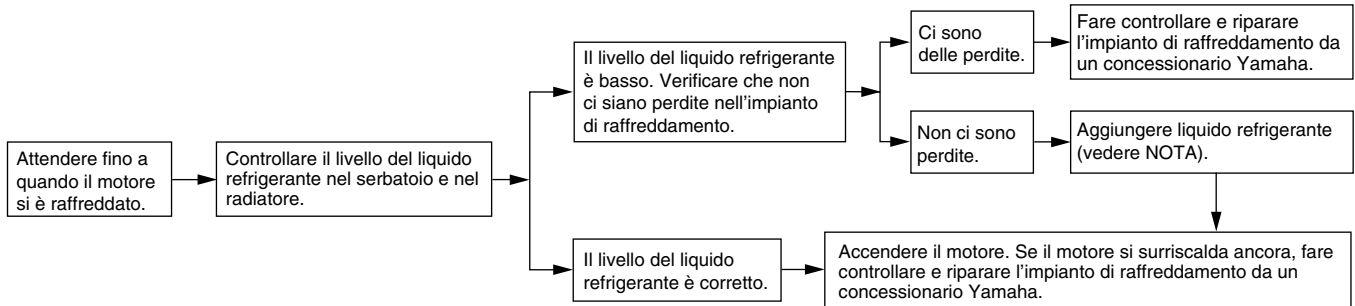 Attendere fino a
quando il motore
si è raffreddato.
Controllare il livello del liquido
refrigerante nel serbatoio e nel
radiatore.
Il livello del liquido refrigerante
è basso. Verificare che non
ci siano perdite nell'impianto
di raffreddamento.
Ci sono
delle perdite.
Fare controllare e riparare
l'impianto di raffreddamento da
un concessionario Yamaha.
Non ci sono
perdite.
Aggiungere liquido refrigerante
(vedere NOTA).
Il livello del liquido
refrigerante è corretto.
Accendere il motore. Se il motore si surriscalda ancora, fare
controllare e riparare l'impianto di raffreddamento da un
concessionario Yamaha.